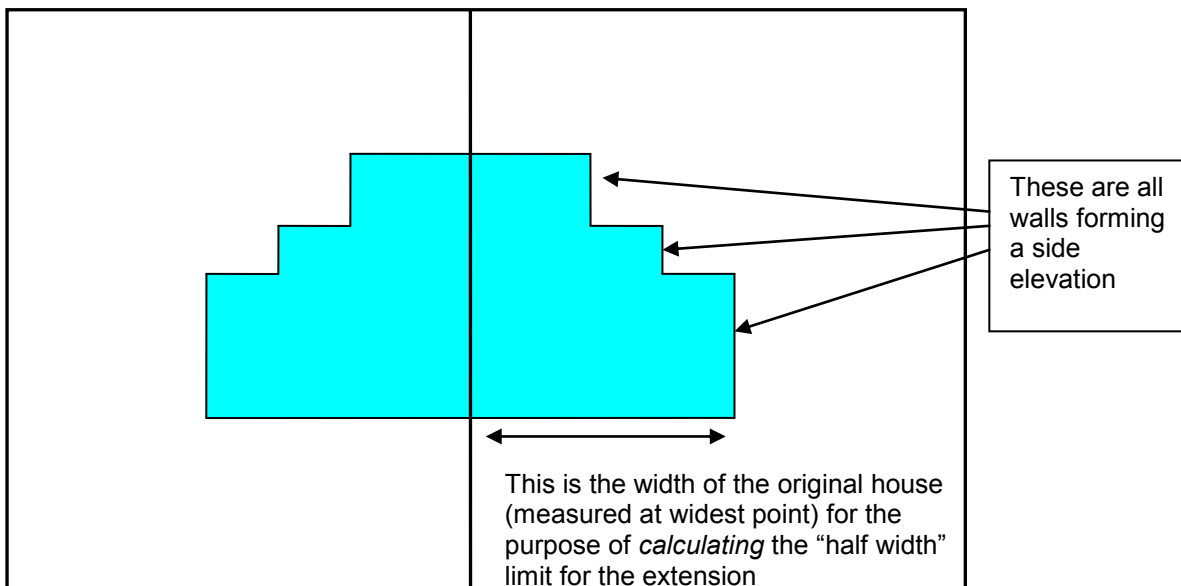 These are all
walls forming
a side
elevation
This is the width of the original house
(measured at widest point) for the
purpose of calculating the “half width”
limit for the extension